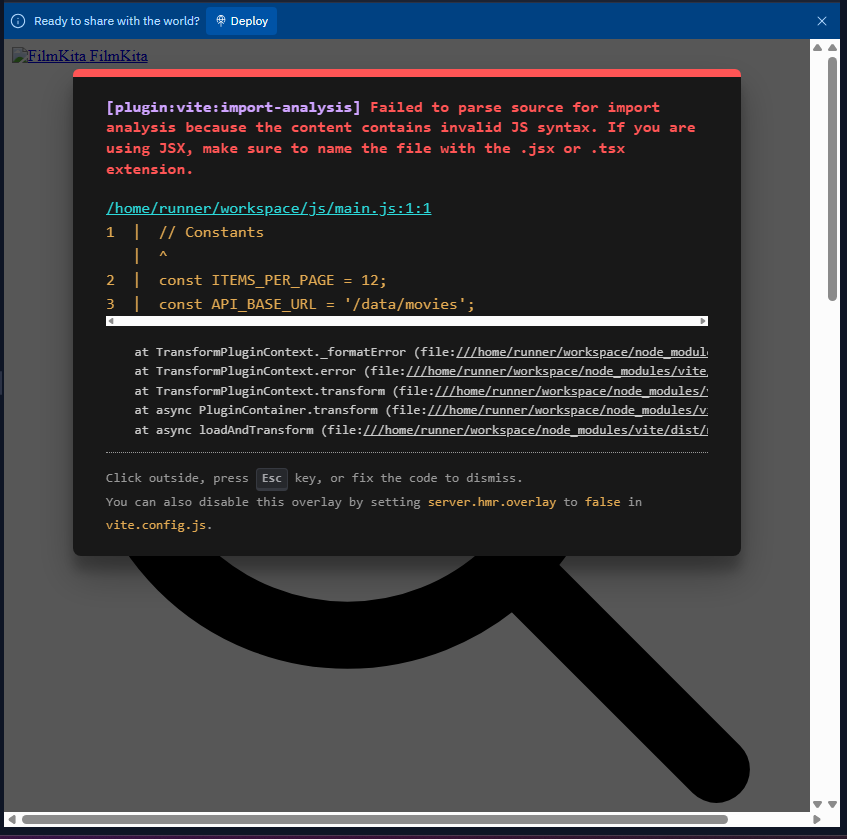 Ready to share with the world? Deploy
FilmKita FilmKita
[plugin:vite:import-analysis] Failed to parse source for import
analysis because the content contains invalid JS syntax. If you are
using JSX, make sure to name the file with the .jsx or .tsx
extension.
/home/runner/workspace/js/main.js:1:1
1 | // Constants
| ^
2 | const ITEMS_PER_PAGE = 12;
3 | const API_BASE_URL = '/data/movies';
at TransformPluginContext._formatError (file:///home/runner/workspace/node_module
at TransformPluginContext.error (file:///home/runner/workspace/node_modules/vite/
at TransformPluginContext.transform (file:///home/runner/workspace/node_modules/
at async PluginContainer.transform (file:///home/runner/workspace/node_modules/vi
at async loadAndTransform (file:///home/runner/workspace/node_modules/vite/dist/
Click outside, press Esc key, or fix the code to dismiss.
You can also disable this overlay by setting server.hmr.overlay to false in
vite.config.js.